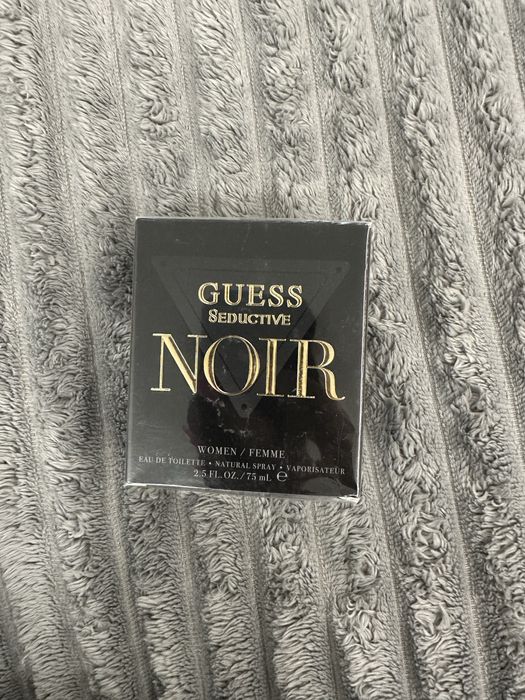 GUESS
SEDUCTIVE
NOIR
WOMEN / FEMME
EAU DE TOILETTE • NATURAL SPRAY • VAPORISATEUR
2.5 FL. OZ. / 75 mL ℮